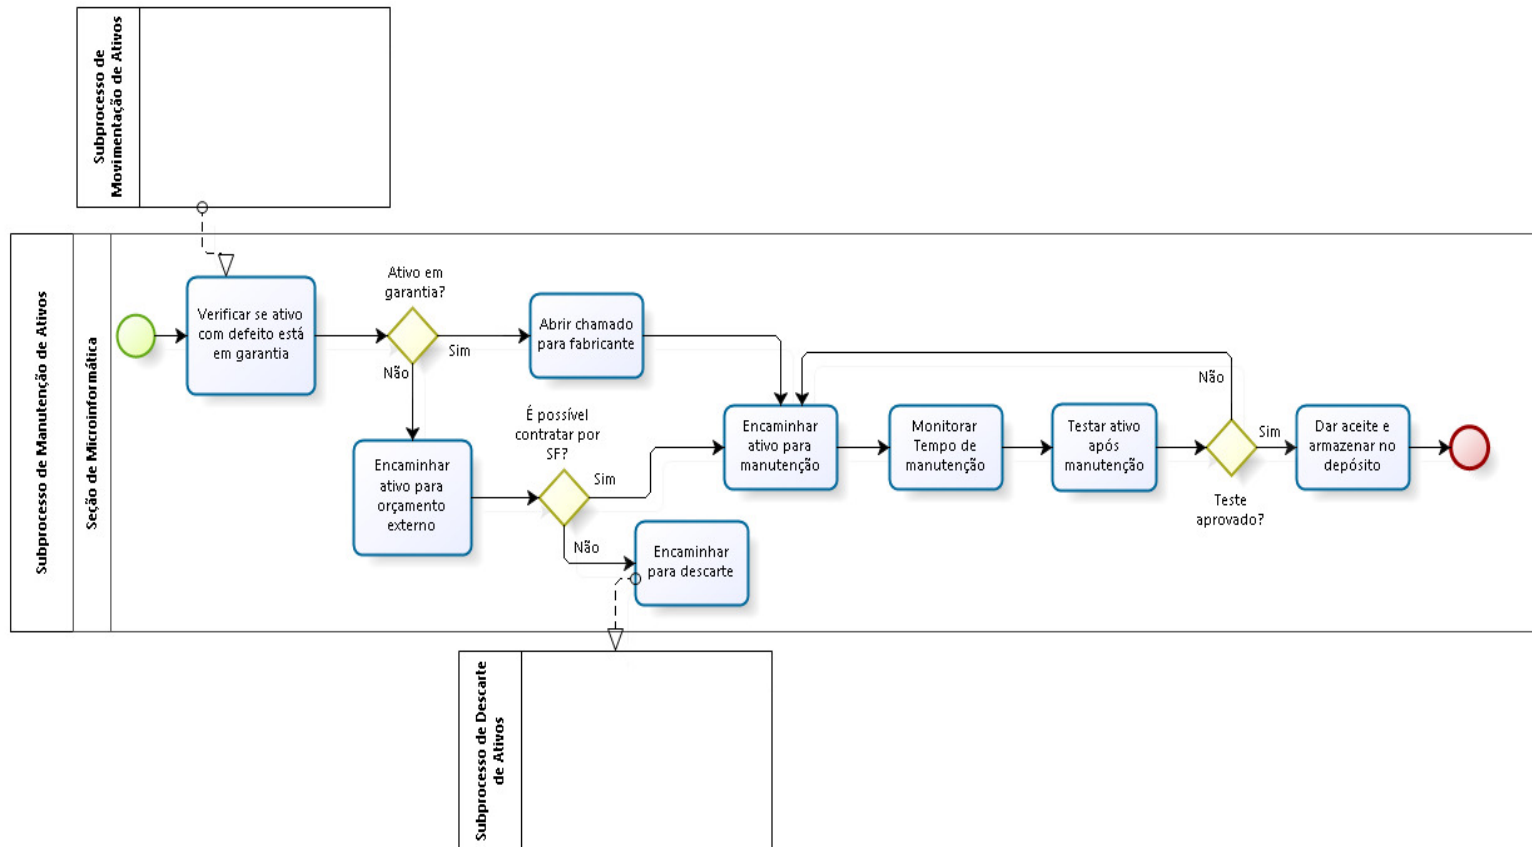 Subprocesso de
Movimentação de Ativos
Subprocesso de Manutenção de Ativos
Seção de Microinformática
Verificar se ativo
com defeito está
em garantia
Ativo em
garantia?
Sim
Não
Abrir chamado
para fabricante
Encaminhar
ativo para
orçamento
externo
É possível
contratar por
SF?
Sim
Não
Encaminhar
para descarte
Encaminhar
ativo para
manutenção
Monitorar
Tempo de
manutenção
Testar ativo
após
manutenção
Não
Sim
Teste
aprovado?
Dar aceite e
armazenar no
depósito
Subprocesso de Descarte
de Ativos